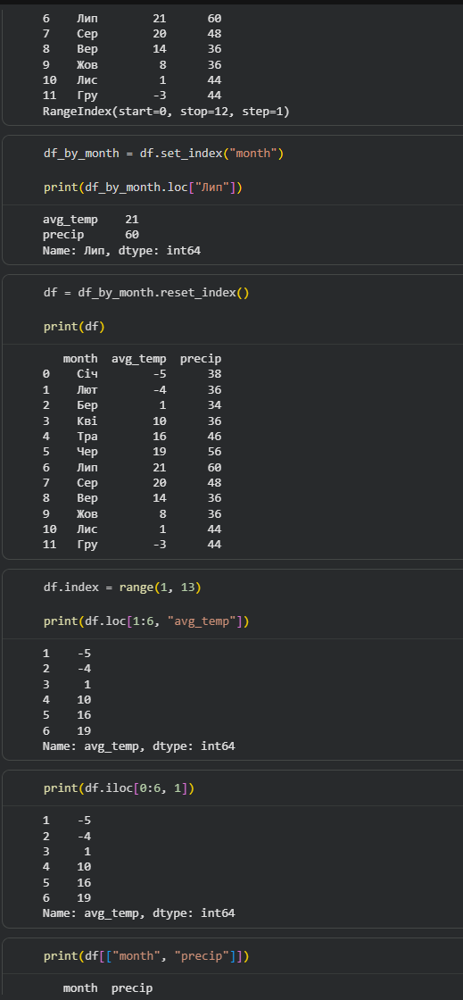 6    Лип        21      60
7    Сер        20      48
8    Вер        14      36
9    Жов         8      36
10   Лис         1      44
11   Гру        -3      44
RangeIndex(start=0, stop=12, step=1)
df_by_month = df.set_index("month")
print(df_by_month.loc["Лип"])
avg_temp    21
precip      60
Name: Лип, dtype: int64
df = df_by_month.reset_index()
print(df)
   month  avg_temp  precip
0    Січ        -5      38
1    Лют        -4      36
2    Бер         1      34
3    Кві        10      36
4    Тра        16      46
5    Чер        19      56
6    Лип        21      60
7    Сер        20      48
8    Вер        14      36
9    Жов         8      36
10   Лис         1      44
11   Гру        -3      44
df.index = range(1, 13)
print(df.loc[1:6, "avg_temp"])
1    -5
2    -4
3     1
4    10
5    16
6    19
Name: avg_temp, dtype: int64
print(df.iloc[0:6, 1])
1    -5
2    -4
3     1
4    10
5    16
6    19
Name: avg_temp, dtype: int64
print(df[["month", "precip"]])
   month  precip